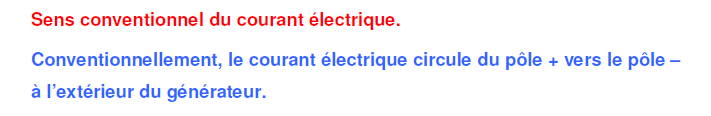 Sens conventionnel du courant électrique.
Conventionnellement, le courant électrique circule du pôle + vers le pôle –
à l’extérieur du générateur.